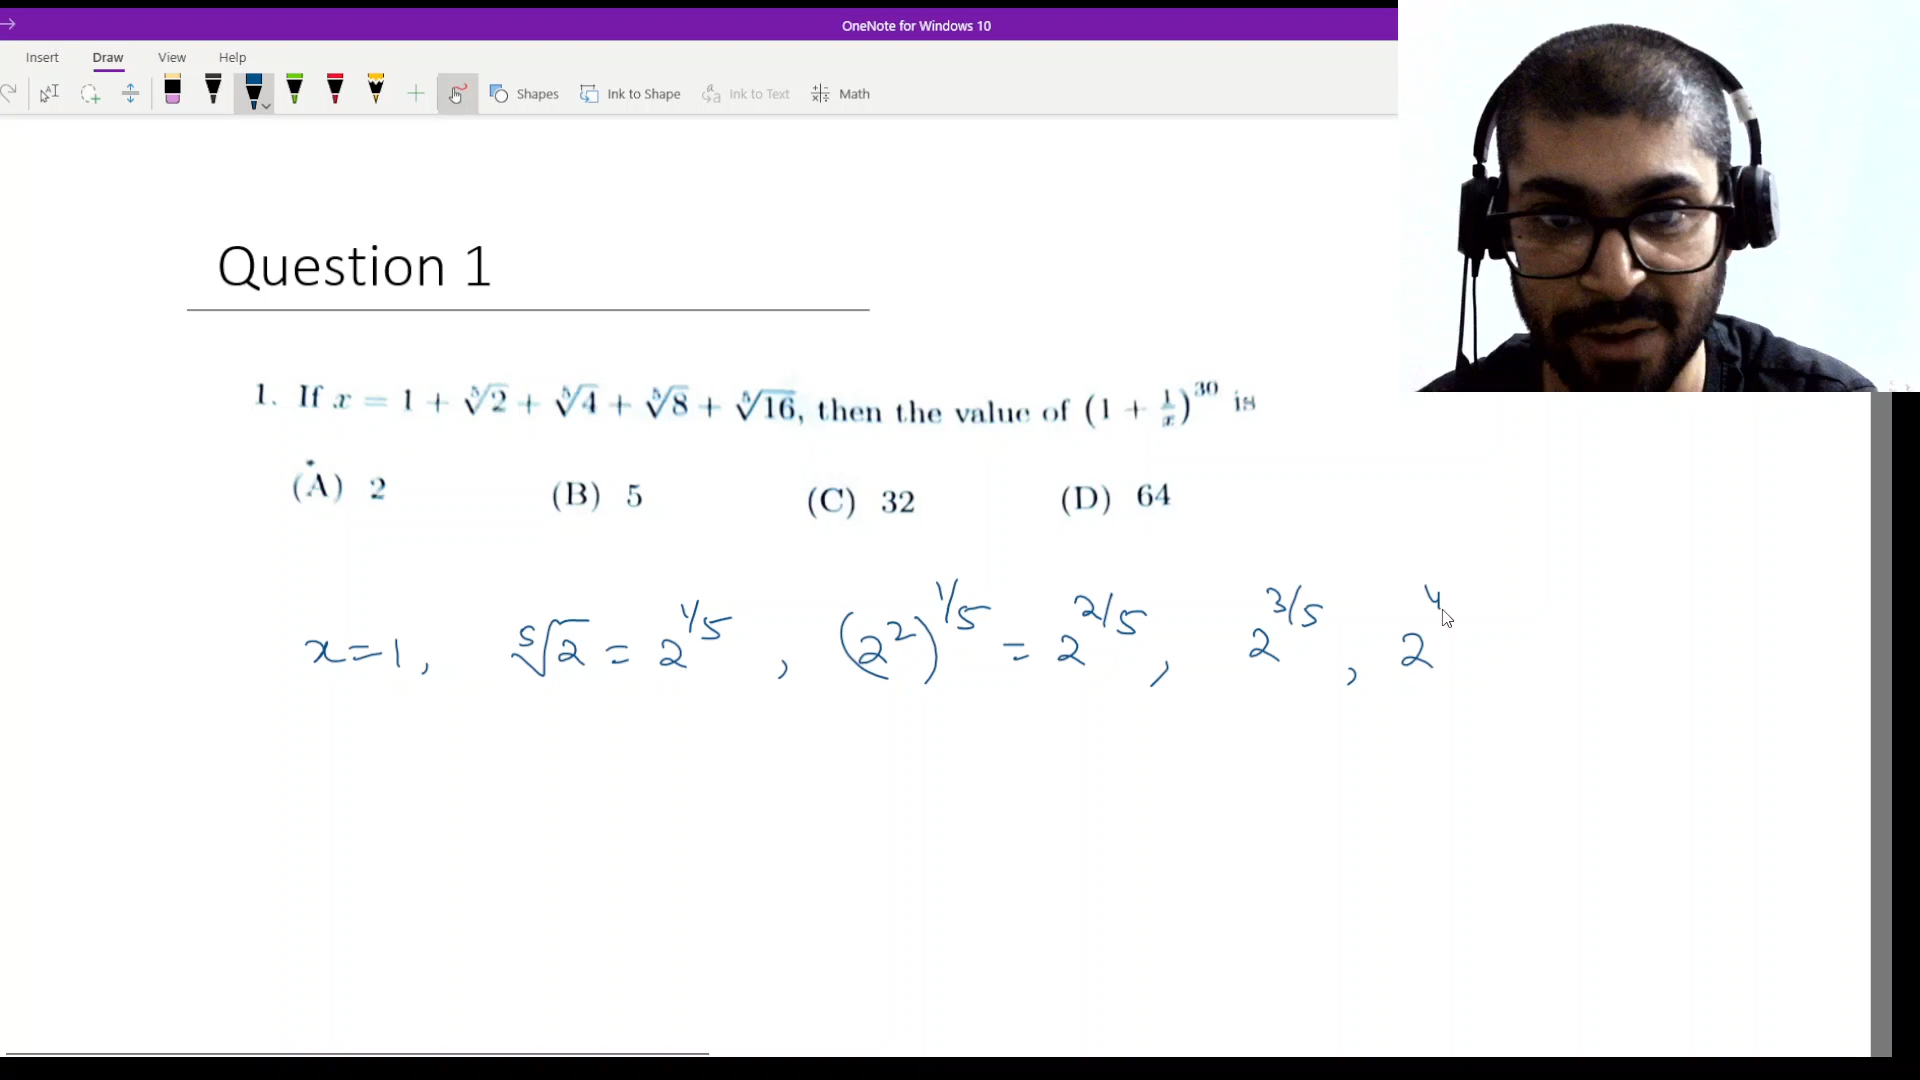 OneNote for Windows 10
Insert Draw View Help
Shapes Ink to Shape Ink to Text Math
Question 1
1. If x = 1 + ⁵√2 + ⁵√4 + ⁵√8 + ⁵√16, then the value of (1 + 1/x)³⁰ is
(A) 2 (B) 5 (C) 32 (D) 64
x = 1, ⁵√2 = 2^1/5, (2²)^1/5 = 2^2/5, 2^3/5, 2^4